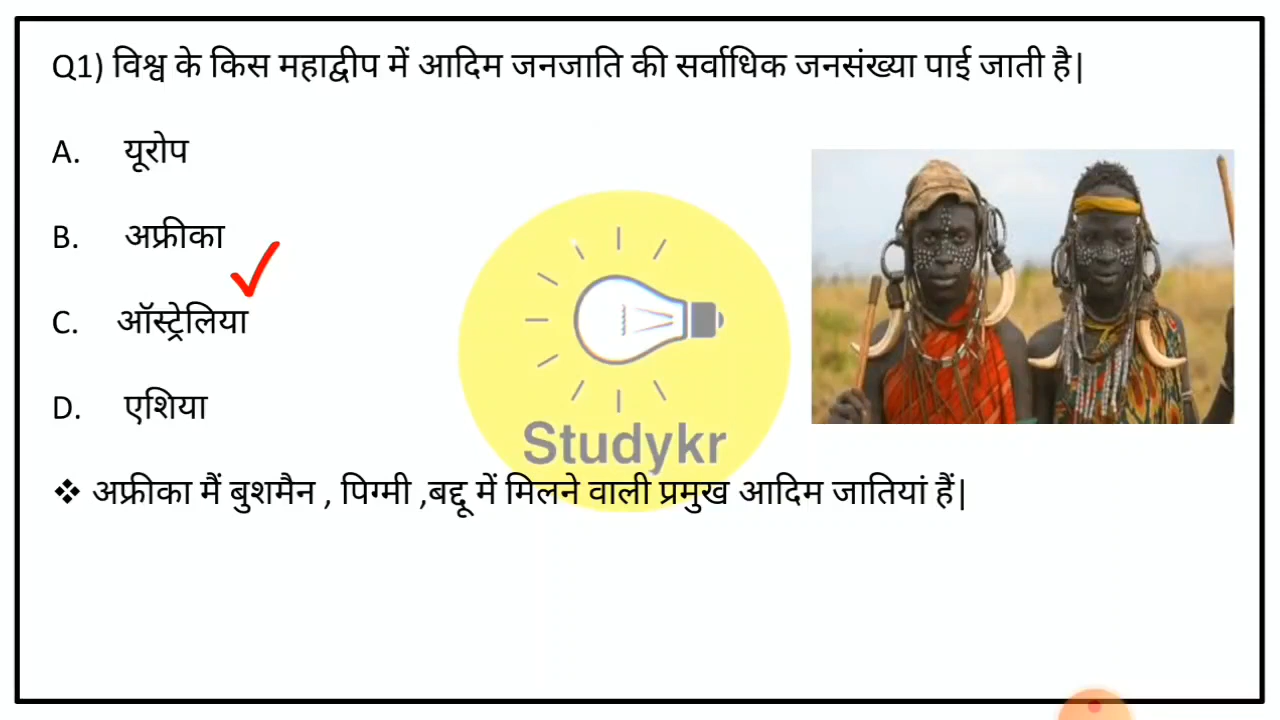 Q1) विश्व के किस महाद्वीप में आदिम जनजाति की सर्वाधिक जनसंख्या पाई जाती है|
A. यूरोप
B. अफ्रीका
C. ऑस्ट्रेलिया
D. एशिया
Studykr
❖ अफ्रीका मैं बुशमैन , पिग्मी ,बद्दू में मिलने वाली प्रमुख आदिम जातियां हैं|